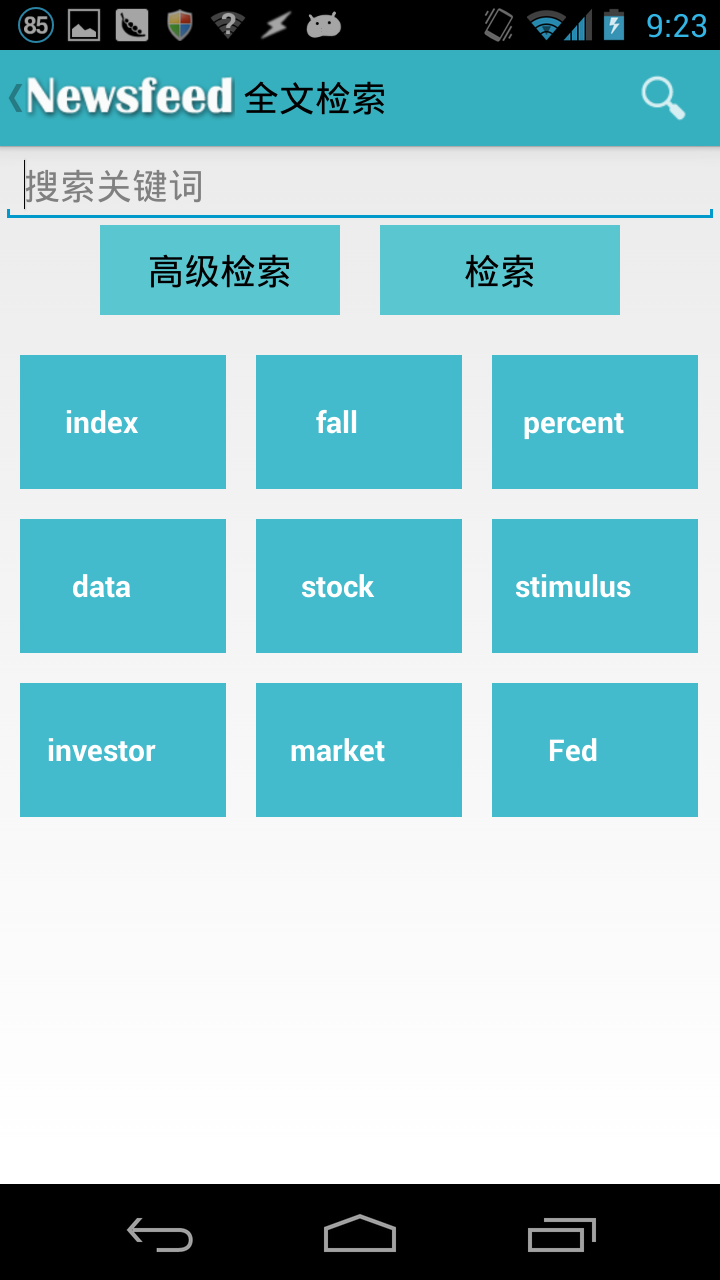 85 9:23
Newsfeed 全文检索
搜索关键词
高级检索 检索
index fall percent
data stock stimulus
investor market Fed